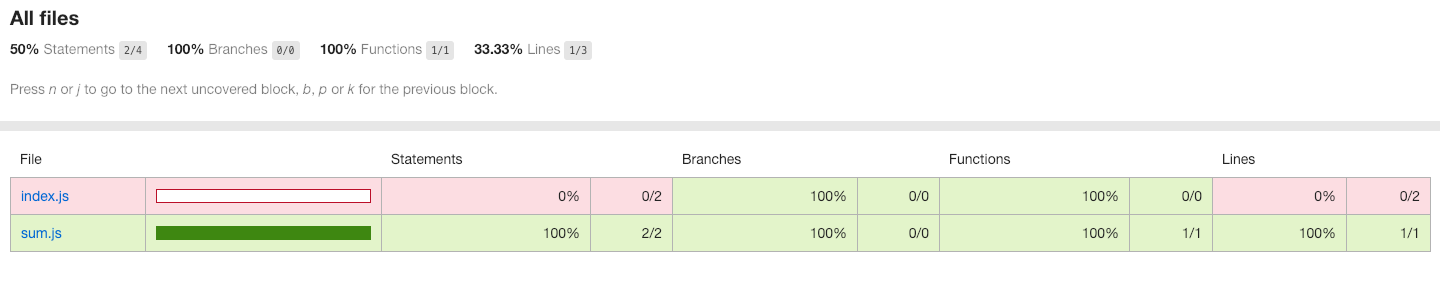 All files
50% Statements 2/4 100% Branches 0/0 100% Functions 1/1 33.33% Lines 1/3
Press n or j to go to the next uncovered block, b, p or k for the previous block.
File Statements Branches Functions Lines
index.js 0% 0/2 100% 0/0 100% 0/0 0% 0/2
sum.js 100% 2/2 100% 0/0 100% 1/1 100% 1/1